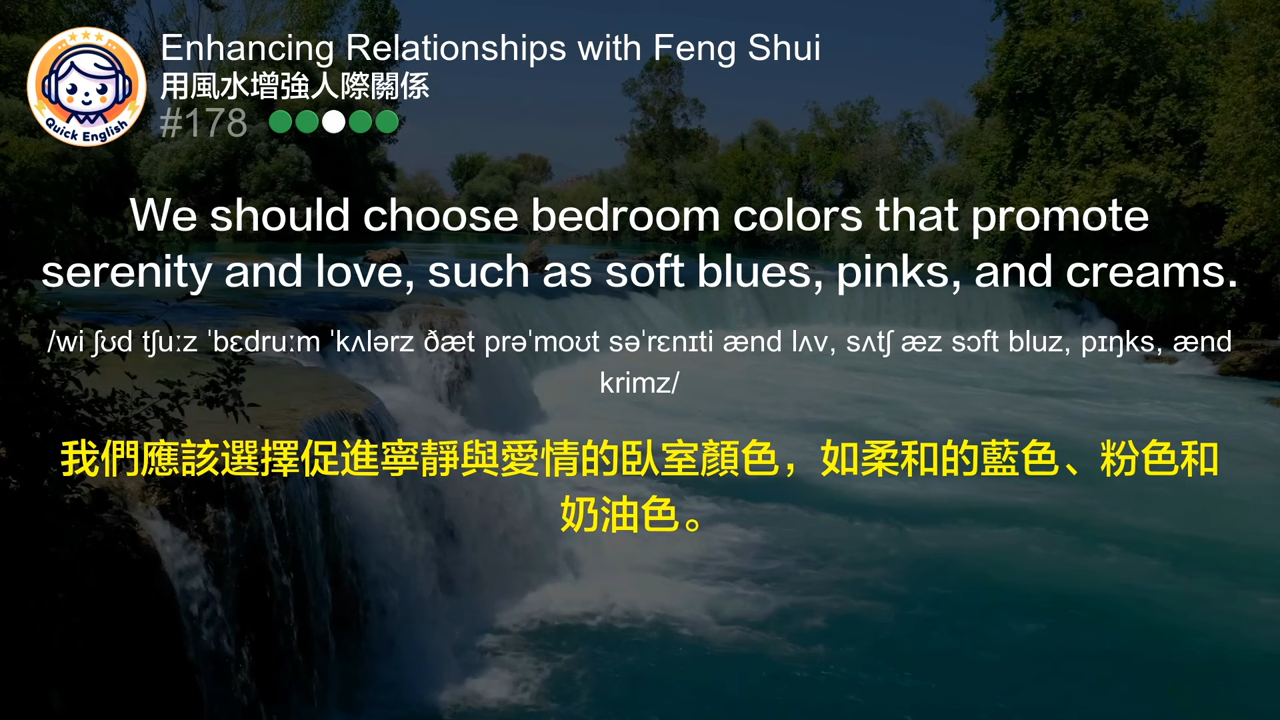 Enhancing Relationships with Feng Shui
用風水增強人際關係
#178
Quick English
We should choose bedroom colors that promote
serenity and love, such as soft blues, pinks, and creams.
/wi ʃʊd tʃuːz ˈbɛdruːm ˈkʌlərz ðæt prəˈmoʊt səˈrɛnɪti ænd lʌv, sʌtʃ æz sɔft bluz, pɪŋks, ænd
krimz/
我們應該選擇促進寧靜與愛情的臥室顏色，如柔和的藍色、粉色和
奶油色。